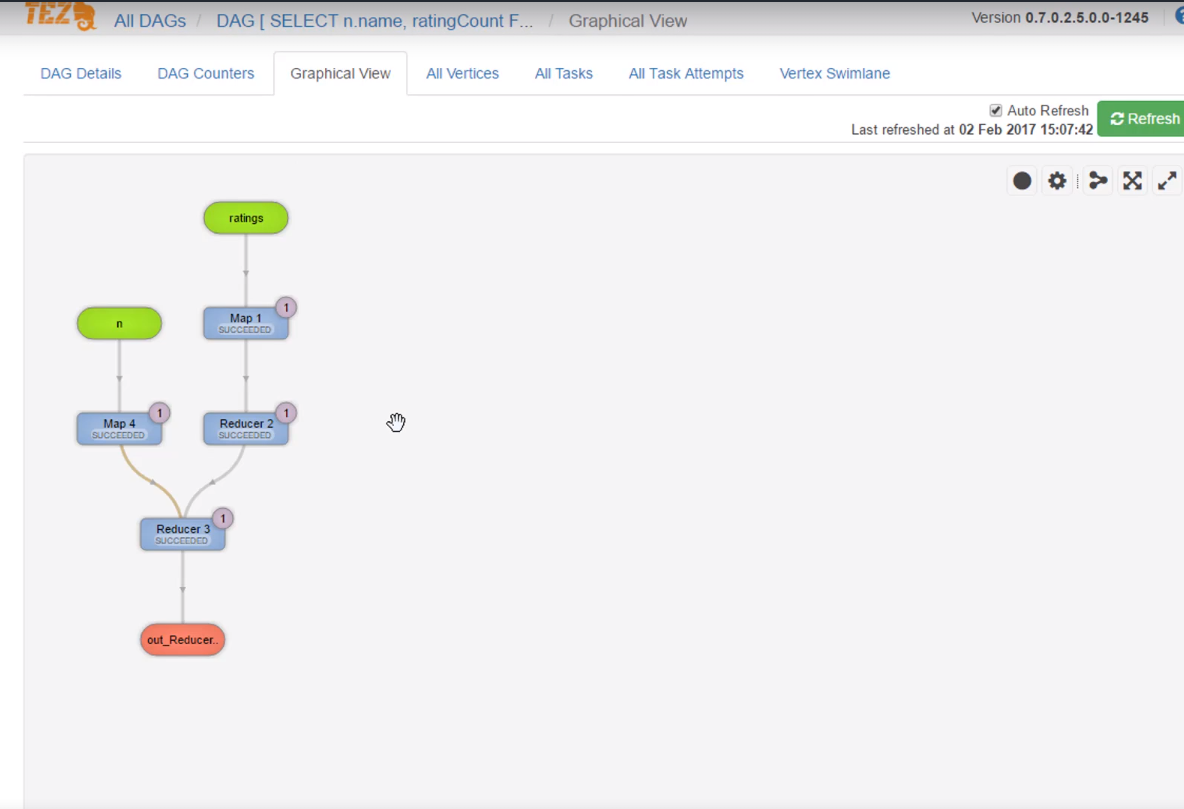 TEZ All DAGs / DAG [ SELECT n.name, ratingCount F... / Graphical View Version 0.7.0.2.5.0.0-1245 ?
DAG Details DAG Counters Graphical View All Vertices All Tasks All Task Attempts Vertex Swimlane
Auto Refresh
Last refreshed at 02 Feb 2017 15:07:42
Refresh
ratings
n
Map 1 1
SUCCEEDED
Map 4 1
SUCCEEDED
Reducer 2 1
SUCCEEDED
Reducer 3 1
SUCCEEDED
out_Reducer..